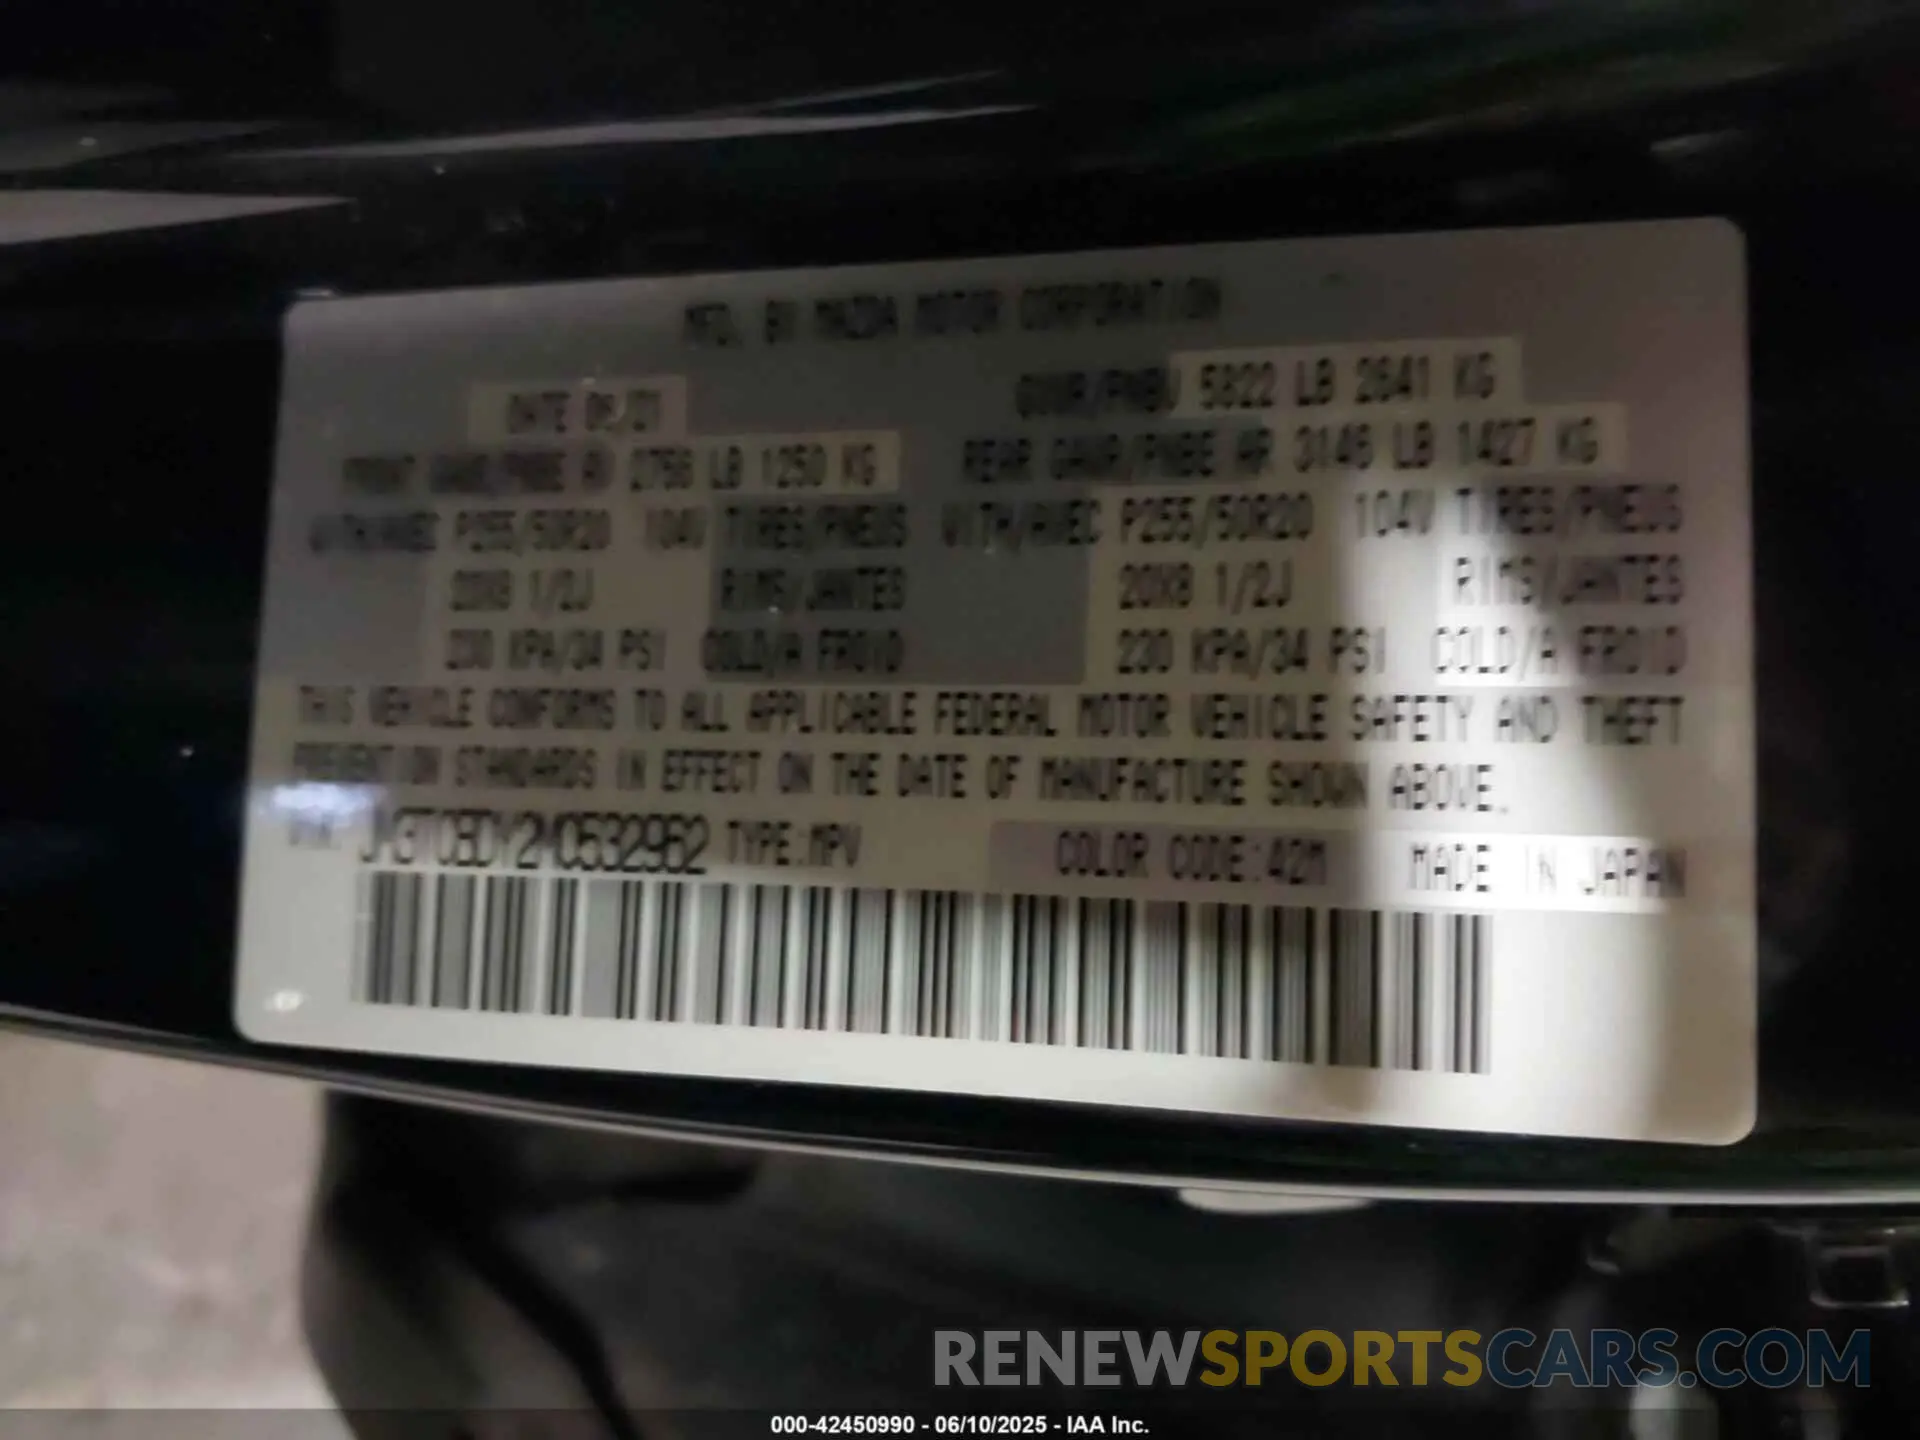 MFD. BY MAZDA MOTOR CORPORATION
DATE 05/21 GVWR/PNBV 5822 LB 2641 KG
FRONT GAWR/PNBE AV 2756 LB 1250 KG REAR GAWR/PNBE AR 3146 LB 1427 KG
WITH/AVEC P255/50R20 104V TIRES/PNEUS WITH/AVEC P255/50R20 104V TIRES/PNEUS
20X8 1/2J RIMS/JANTES 20X8 1/2J RIMS/JANTES
230 KPA/34 PSI COLD/A FROID 230 KPA/34 PSI COLD/A FROID
THIS VEHICLE CONFORMS TO ALL APPLICABLE FEDERAL MOTOR VEHICLE SAFETY AND THEFT
PREVENTION STANDARDS IN EFFECT ON THE DATE OF MANUFACTURE SHOWN ABOVE.
VIN: JM3TCBDY2M0532962 TYPE:MPV COLOR CODE:42M MADE IN JAPAN
RENEWSPORTSCARS.COM
000-42450990 - 06/10/2025 - IAA Inc.